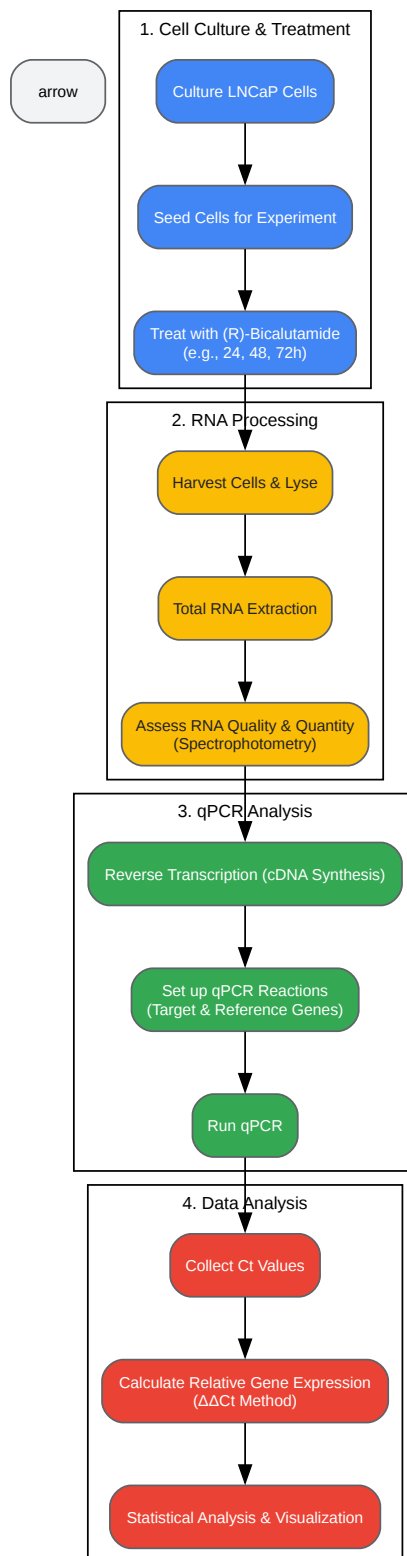 1. Cell Culture & Treatment
arrow
Culture LNCaP Cells
Seed Cells for Experiment
Treat with (R)-Bicalutamide
(e.g., 24, 48, 72h)
2. RNA Processing
Harvest Cells & Lyse
Total RNA Extraction
Assess RNA Quality & Quantity
(Spectrophotometry)
3. qPCR Analysis
Reverse Transcription (cDNA Synthesis)
Set up qPCR Reactions
(Target & Reference Genes)
Run qPCR
4. Data Analysis
Collect Ct Values
Calculate Relative Gene Expression
(ΔΔCt Method)
Statistical Analysis & Visualization